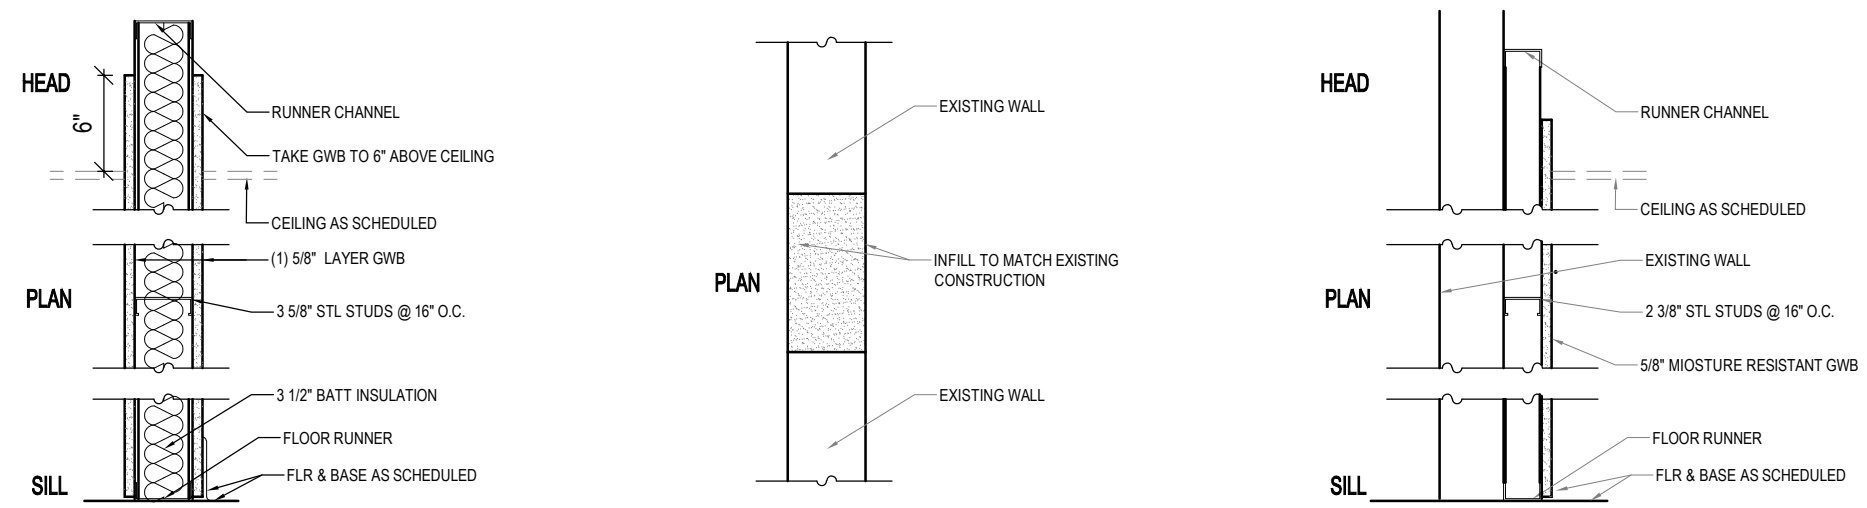 HEAD
6"
RUNNER CHANNEL
TAKE GWB TO 6" ABOVE CEILING
CEILING AS SCHEDULED
(1) 5/8" LAYER GWB
PLAN
3 5/8" STL STUDS @ 16" O.C.
3 1/2" BATT INSULATION
FLOOR RUNNER
FLR & BASE AS SCHEDULED
SILL
EXISTING WALL
PLAN
INFILL TO MATCH EXISTING
CONSTRUCTION
EXISTING WALL
HEAD
RUNNER CHANNEL
CEILING AS SCHEDULED
EXISTING WALL
PLAN
2 3/8" STL STUDS @ 16" O.C.
5/8" MIOSTURE RESISTANT GWB
FLOOR RUNNER
FLR & BASE AS SCHEDULED
SILL